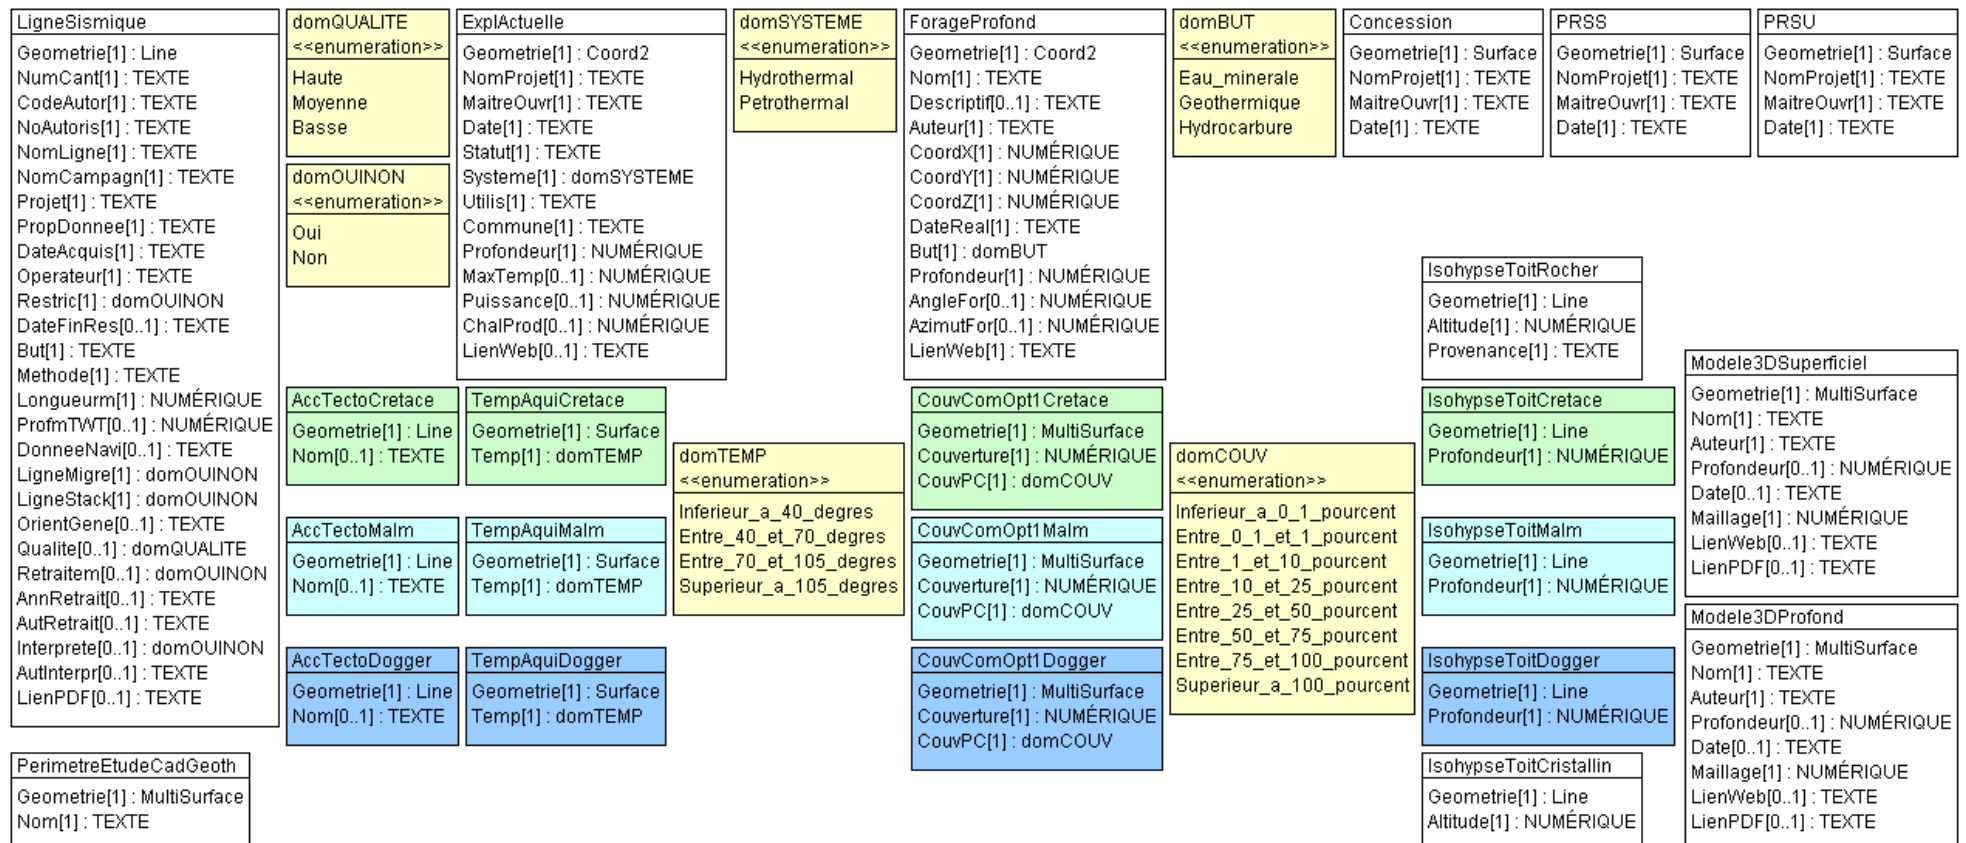 LigneSismique
Geometrie[1] : Line
NumCant[1] : TEXTE
CodeAutor[1] : TEXTE
NoAutoris[1] : TEXTE
NomLigne[1] : TEXTE
NomCampagn[1] : TEXTE
Projet[1] : TEXTE
PropDonnee[1] : TEXTE
DateAcquis[1] : TEXTE
Operateur[1] : TEXTE
Restric[1] : domOUINON
DateFinRes[0..1] : TEXTE
But[1] : TEXTE
Methode[1] : TEXTE
Longueurm[1] : NUMÉRIQUE
ProfmTWT[0..1] : NUMÉRIQUE
DonneeNavi[0..1] : TEXTE
LigneMigre[1] : domOUINON
LigneStack[1] : domOUINON
OrientGene[0..1] : TEXTE
Qualite[0..1] : domQUALITE
Retraitem[0..1] : domOUINON
AnnRetrait[0..1] : TEXTE
AutRetrait[0..1] : TEXTE
Interprete[0..1] : domOUINON
AutInterpr[0..1] : TEXTE
LienPDF[0..1] : TEXTE
PerimetreEtudeCadGeoth
Geometrie[1] : MultiSurface
Nom[1] : TEXTE
domQUALITE
<<enumeration>>
Haute
Moyenne
Basse
domOUINON
<<enumeration>>
Oui
Non
ExplActuelle
Geometrie[1] : Coord2
NomProjet[1] : TEXTE
MaitreOuvr[1] : TEXTE
Date[1] : TEXTE
Statut[1] : TEXTE
Systeme[1] : domSYSTEME
Utilis[1] : TEXTE
Commune[1] : TEXTE
Profondeur[1] : NUMÉRIQUE
MaxTemp[0..1] : NUMÉRIQUE
Puissance[0..1] : NUMÉRIQUE
ChalProd[0..1] : NUMÉRIQUE
LienWeb[0..1] : TEXTE
domSYSTEME
<<enumeration>>
Hydrothermal
Petrothermal
ForageProfond
Geometrie[1] : Coord2
Nom[1] : TEXTE
Descriptif[0..1] : TEXTE
Auteur[1] : TEXTE
CoordX[1] : NUMÉRIQUE
CoordY[1] : NUMÉRIQUE
CoordZ[1] : NUMÉRIQUE
DateReal[1] : TEXTE
But[1] : domBUT
Profondeur[1] : NUMÉRIQUE
AngleFor[0..1] : NUMÉRIQUE
AzimutFor[0..1] : NUMÉRIQUE
LienWeb[1] : TEXTE
domBUT
<<enumeration>>
Eau_minerale
Geothermique
Hydrocarbure
Concession
Geometrie[1] : Surface
NomProjet[1] : TEXTE
MaitreOuvr[1] : TEXTE
Date[1] : TEXTE
PRSS
Geometrie[1] : Surface
NomProjet[1] : TEXTE
MaitreOuvr[1] : TEXTE
Date[1] : TEXTE
PRSU
Geometrie[1] : Surface
NomProjet[1] : TEXTE
MaitreOuvr[1] : TEXTE
Date[1] : TEXTE
AccTectoCretace
Geometrie[1] : Line
Nom[0..1] : TEXTE
TempAquiCretace
Geometrie[1] : Surface
Temp[1] : domTEMP
AccTectoMalm
Geometrie[1] : Line
Nom[0..1] : TEXTE
TempAquiMalm
Geometrie[1] : Surface
Temp[1] : domTEMP
AccTectoDogger
Geometrie[1] : Line
Nom[0..1] : TEXTE
TempAquiDogger
Geometrie[1] : Surface
Temp[1] : domTEMP
domTEMP
<<enumeration>>
Inferieur_a_40_degres
Entre_40_et_70_degres
Entre_70_et_105_degres
Superieur_a_105_degres
CouvComOpt1Cretace
Geometrie[1] : MultiSurface
Couverture[1] : NUMÉRIQUE
CouvPC[1] : domCOUV
CouvComOpt1Malm
Geometrie[1] : MultiSurface
Couverture[1] : NUMÉRIQUE
CouvPC[1] : domCOUV
CouvComOpt1Dogger
Geometrie[1] : MultiSurface
Couverture[1] : NUMÉRIQUE
CouvPC[1] : domCOUV
domCOUV
<<enumeration>>
Inferieur_a_0_1_pourcent
Entre_0_1_et_1_pourcent
Entre_1_et_10_pourcent
Entre_10_et_25_pourcent
Entre_25_et_50_pourcent
Entre_50_et_75_pourcent
Entre_75_et_100_pourcent
Superieur_a_100_pourcent
IsohypseToitRocher
Geometrie[1] : Line
Altitude[1] : NUMÉRIQUE
Provenance[1] : TEXTE
IsohypseToitCretace
Geometrie[1] : Line
Profondeur[1] : NUMÉRIQUE
IsohypseToitMalm
Geometrie[1] : Line
Profondeur[1] : NUMÉRIQUE
IsohypseToitDogger
Geometrie[1] : Line
Profondeur[1] : NUMÉRIQUE
IsohypseToitCristallin
Geometrie[1] : Line
Altitude[1] : NUMÉRIQUE
Modele3DSuperficiel
Geometrie[1] : MultiSurface
Nom[1] : TEXTE
Auteur[1] : TEXTE
Profondeur[0..1] : NUMÉRIQUE
Date[0..1] : TEXTE
Maillage[1] : NUMÉRIQUE
LienWeb[0..1] : TEXTE
LienPDF[0..1] : TEXTE
Modele3DProfond
Geometrie[1] : MultiSurface
Nom[1] : TEXTE
Auteur[1] : TEXTE
Profondeur[0..1] : NUMÉRIQUE
Date[0..1] : TEXTE
Maillage[1] : NUMÉRIQUE
LienWeb[0..1] : TEXTE
LienPDF[0..1] : TEXTE